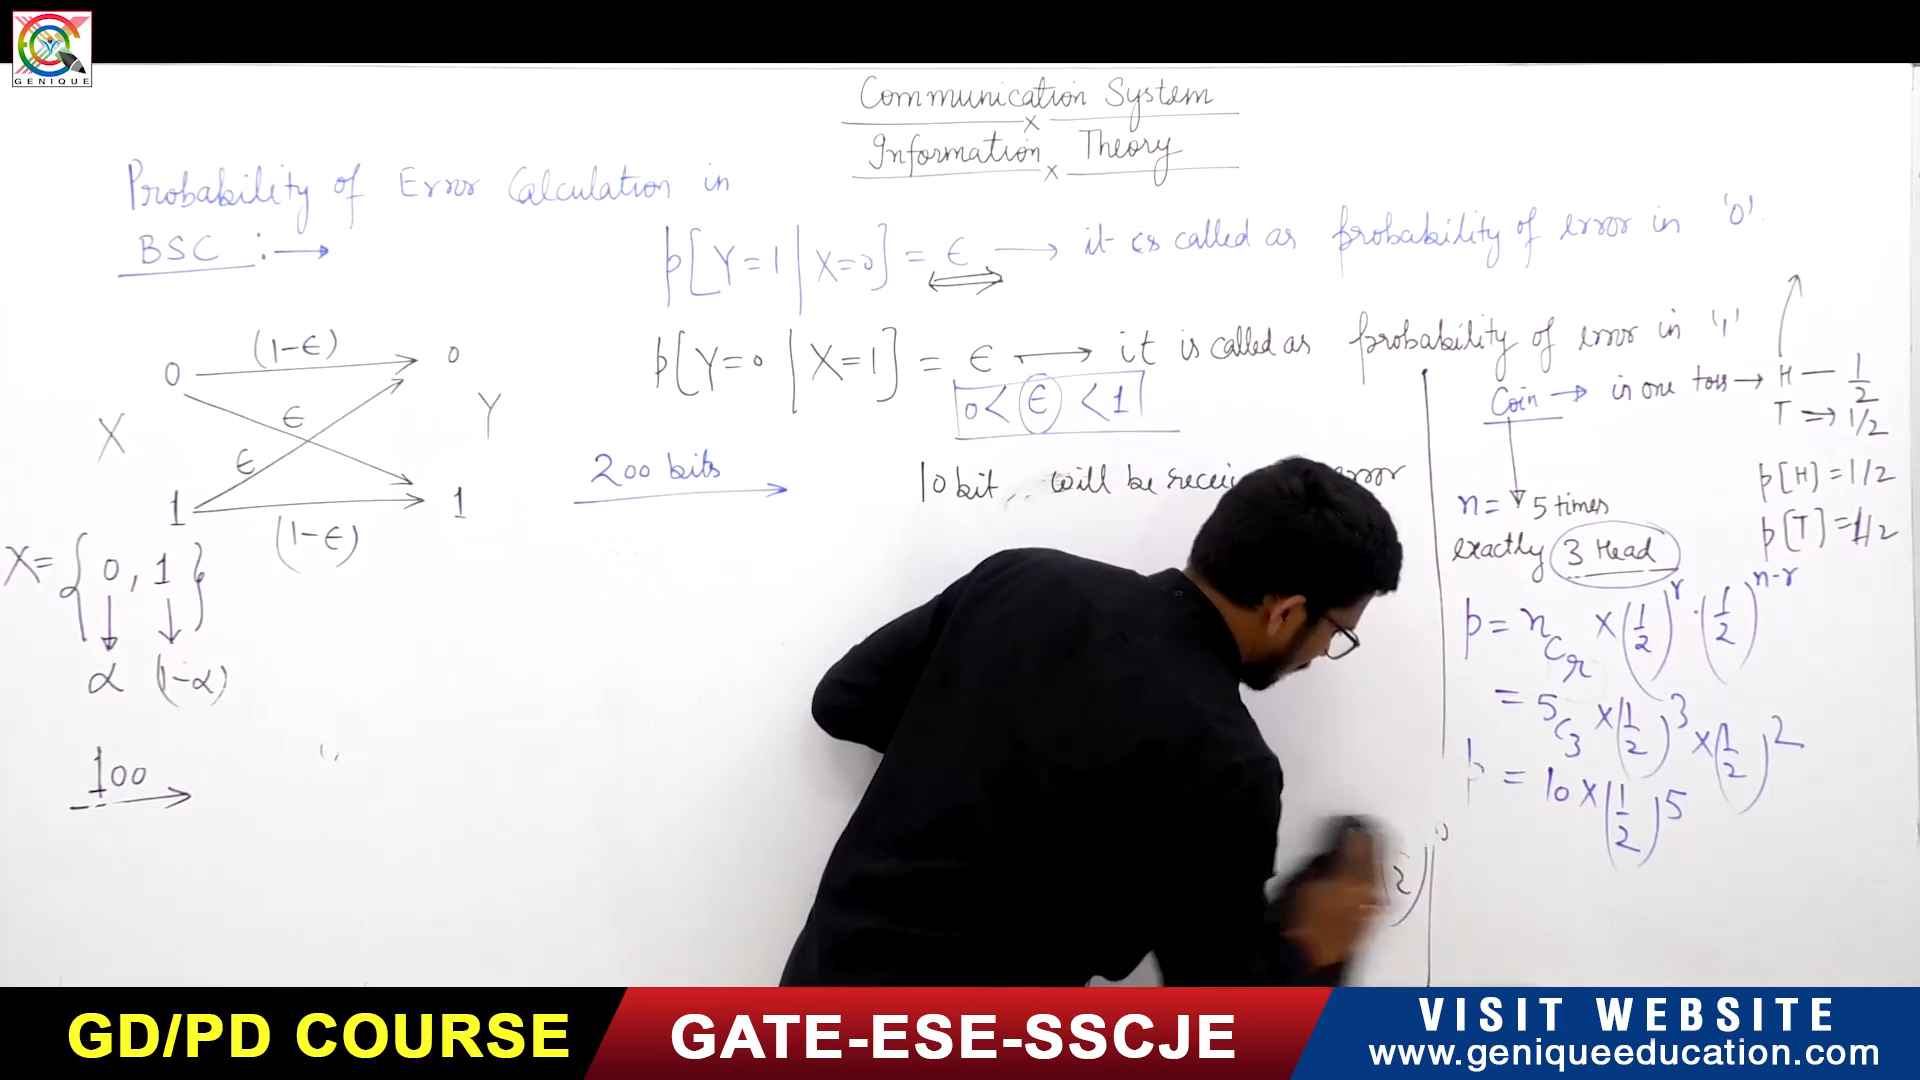 GENIQUE
Communication System
Information Theory
Probability of Error Calculation in
BSC :→
p[Y=1 | X=0] = ϵ → it is called as probability of error in '0'.
p[Y=0 | X=1] = ϵ → it is called as probability of error in '1'
0 < ϵ < 1
(1-ϵ)
0 0
ϵ
X Y
ϵ
1 1
(1-ϵ)
X = {0, 1}
α (1-α)
100
200 bits
10 bit will be error
Coin → in one toss → H — 1/2
T ⇒ 1/2
p[H] = 1/2
p[T] = 1/2
n = 5 times
exactly 3 Head
p = nCr × (1/2)^r · (1/2)^n-r
= 5C3 × (1/2)^3 × (1/2)^2
p = 10 × (1/2)^5
GD/PD COURSE
GATE-ESE-SSCJE
VISIT WEBSITE
www.geniqueeducation.com